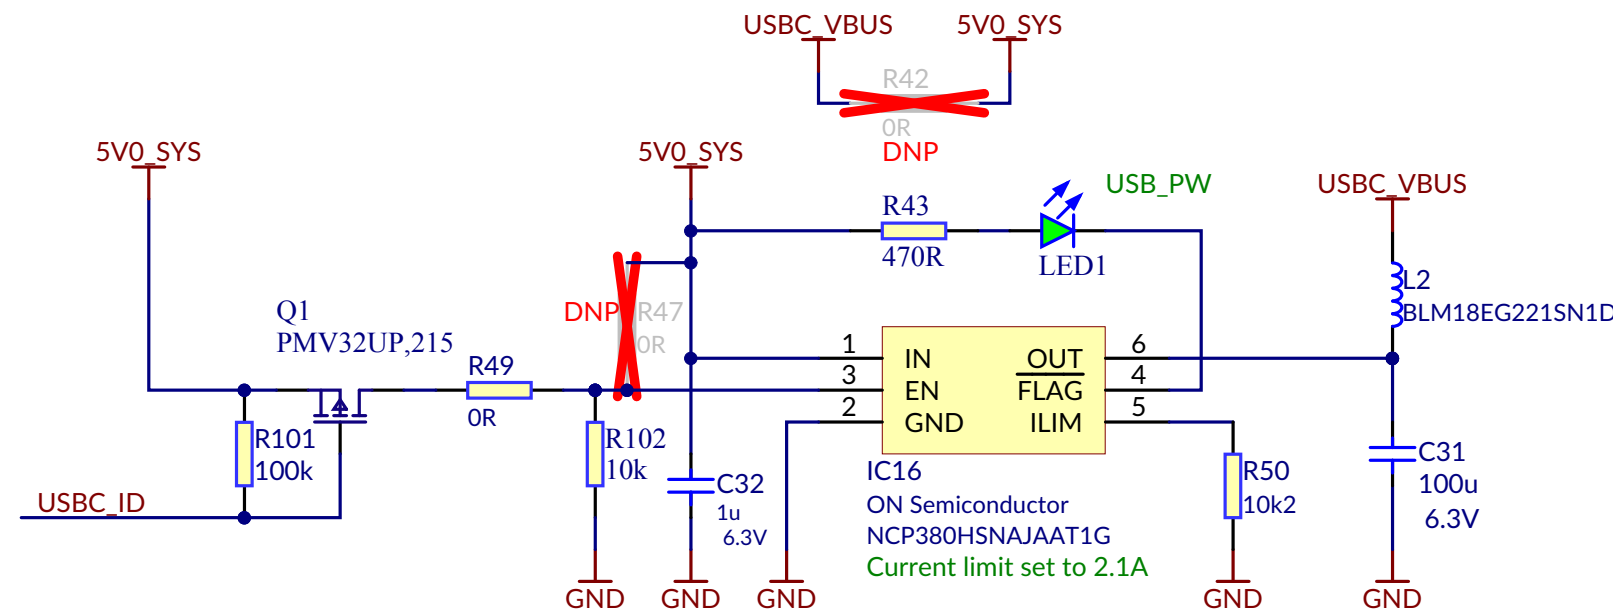 USBC_VBUS
5V0_SYS
R42
0R
DNP
5V0_SYS
5V0_SYS
USB_PW
USBC_VBUS
R43
470R
LED1
L2
BLM18EG221SN1D
Q1
PMV32UP,215
DNP
R47
0R
R49
0R
1
IN
OUT
6
3
EN
FLAG
4
2
GND
ILIM
5
R101
100k
R102
10k
C32
1u
6.3V
IC16
ON Semiconductor
NCP380HSNAJAAT1G
Current limit set to 2.1A
R50
10k2
C31
100u
6.3V
USBC_ID
GND
GND
GND
GND
GND